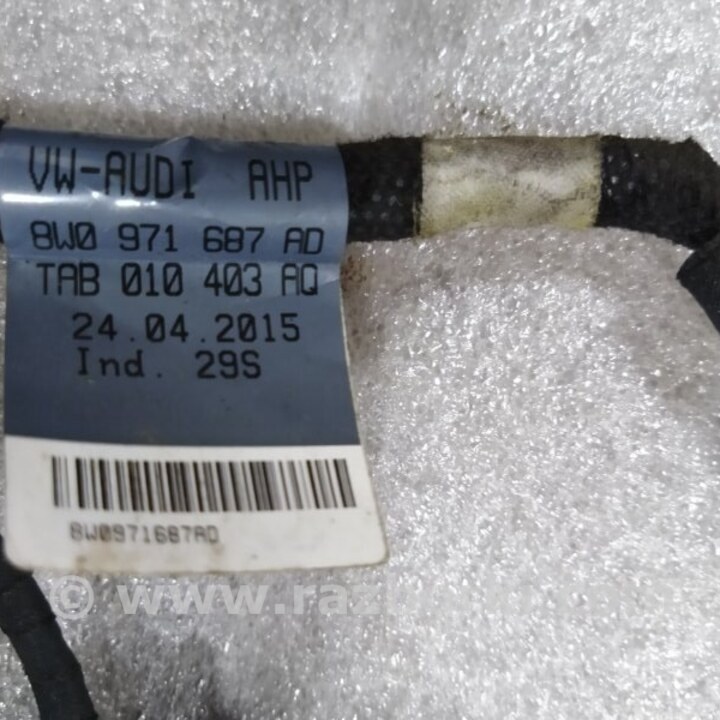 VW-AUDI AHP
8W0 971 687 AD
TAB 010 403 AQ
24.04.2015
Ind. 29S
8W0971687AD